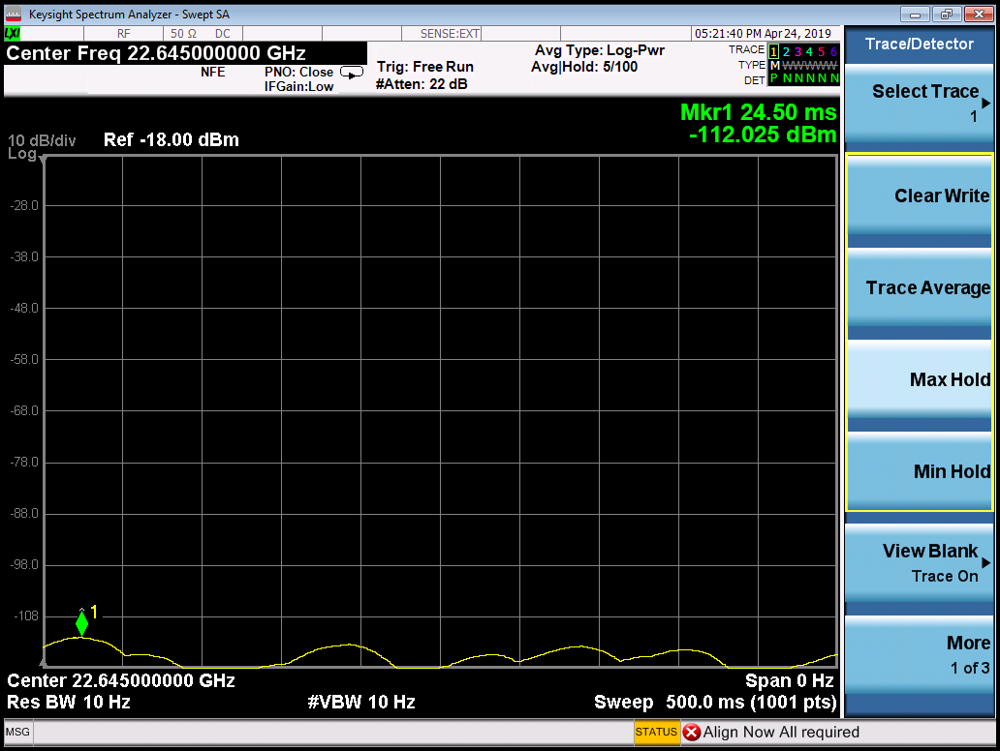 Keysight Spectrum Analyzer - Swept SA
LXI
RF 50 Ω DC SENSE:EXT 05:21:40 PM Apr 24, 2019
Center Freq 22.645000000 GHz
NFE
PNO: Close
IFGain:Low
Trig: Free Run
#Atten: 22 dB
Avg Type: Log-Pwr
Avg|Hold: 5/100
TRACE 1 2 3 4 5 6
TYPE M W W W W W
DET P N N N N N
Mkr1 24.50 ms
-112.025 dBm
10 dB/div Ref -18.00 dBm
Log
-28.0
-38.0
-48.0
-58.0
-68.0
-78.0
-88.0
-98.0
-108
1
Center 22.645000000 GHz Span 0 Hz
Res BW 10 Hz #VBW 10 Hz Sweep 500.0 ms (1001 pts)
MSG STATUS Align Now All required
Trace/Detector
Select Trace
1
Clear Write
Trace Average
Max Hold
Min Hold
View Blank
Trace On
More
1 of 3